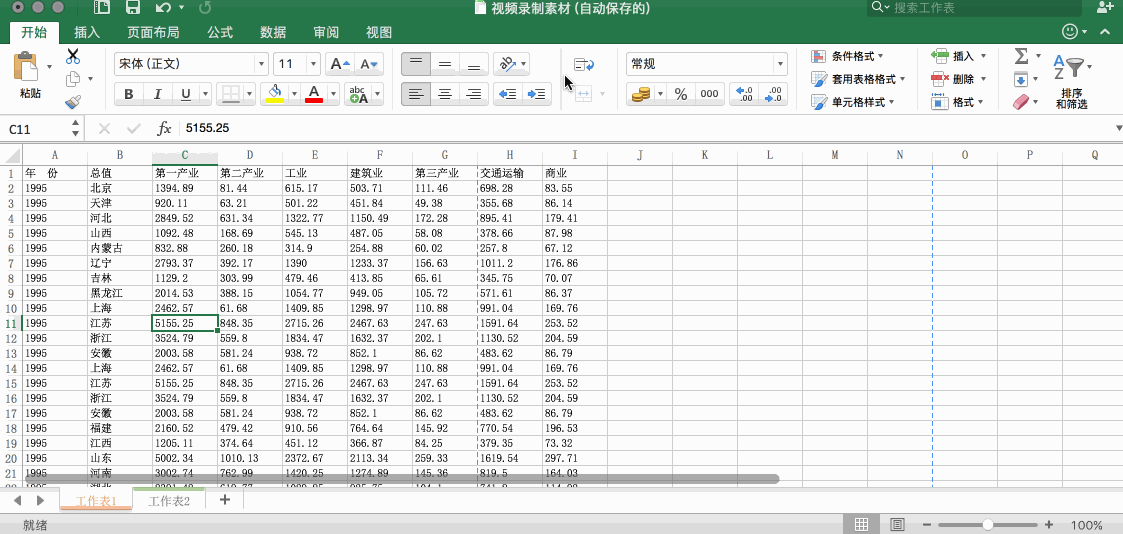 视频录制素材 (自动保存的)
搜索工作表
开始 插入 页面布局 公式 数据 审阅 视图
粘贴
宋体 (正文) 11 A A 常规
B I U A abc A % 000 .0 .00 .00 .0
条件格式 插入
套用表格格式 删除
单元格样式 格式
Σ A Z
排序
和筛选
C11 fx 5155.25
A B C D E F G H I J K L M N O P Q
1 年 份 总值 第一产业 第二产业 工业 建筑业 第三产业 交通运输 商业
2 1995 北京 1394.89 81.44 615.17 503.71 111.46 698.28 83.55
3 1995 天津 920.11 63.21 501.22 451.84 49.38 355.68 86.14
4 1995 河北 2849.52 631.34 1322.77 1150.49 172.28 895.41 179.41
5 1995 山西 1092.48 168.69 545.13 487.05 58.08 378.66 87.98
6 1995 内蒙古 832.88 260.18 314.9 254.88 60.02 257.8 67.12
7 1995 辽宁 2793.37 392.17 1390 1233.37 156.63 1011.2 176.86
8 1995 吉林 1129.2 303.99 479.46 413.85 65.61 345.75 70.07
9 1995 黑龙江 2014.53 388.15 1054.77 949.05 105.72 571.61 86.37
10 1995 上海 2462.57 61.68 1409.85 1298.97 110.88 991.04 169.76
11 1995 江苏 5155.25 848.35 2715.26 2467.63 247.63 1591.64 253.52
12 1995 浙江 3524.79 559.8 1834.47 1632.37 202.1 1130.52 204.59
13 1995 安徽 2003.58 581.24 938.72 852.1 86.62 483.62 86.79
14 1995 上海 2462.57 61.68 1409.85 1298.97 110.88 991.04 169.76
15 1995 江苏 5155.25 848.35 2715.26 2467.63 247.63 1591.64 253.52
16 1995 浙江 3524.79 559.8 1834.47 1632.37 202.1 1130.52 204.59
17 1995 安徽 2003.58 581.24 938.72 852.1 86.62 483.62 86.79
18 1995 福建 2160.52 479.42 910.56 764.64 145.92 770.54 196.53
19 1995 江西 1205.11 374.64 451.12 366.87 84.25 379.35 73.32
20 1995 山东 5002.34 1010.13 2372.67 2113.34 259.33 1619.54 297.71
21 1995 河南 3002.74 762.99 1420.25 1274.89 145.36 819.5 164.03
工作表1 工作表2 +
就绪 100%